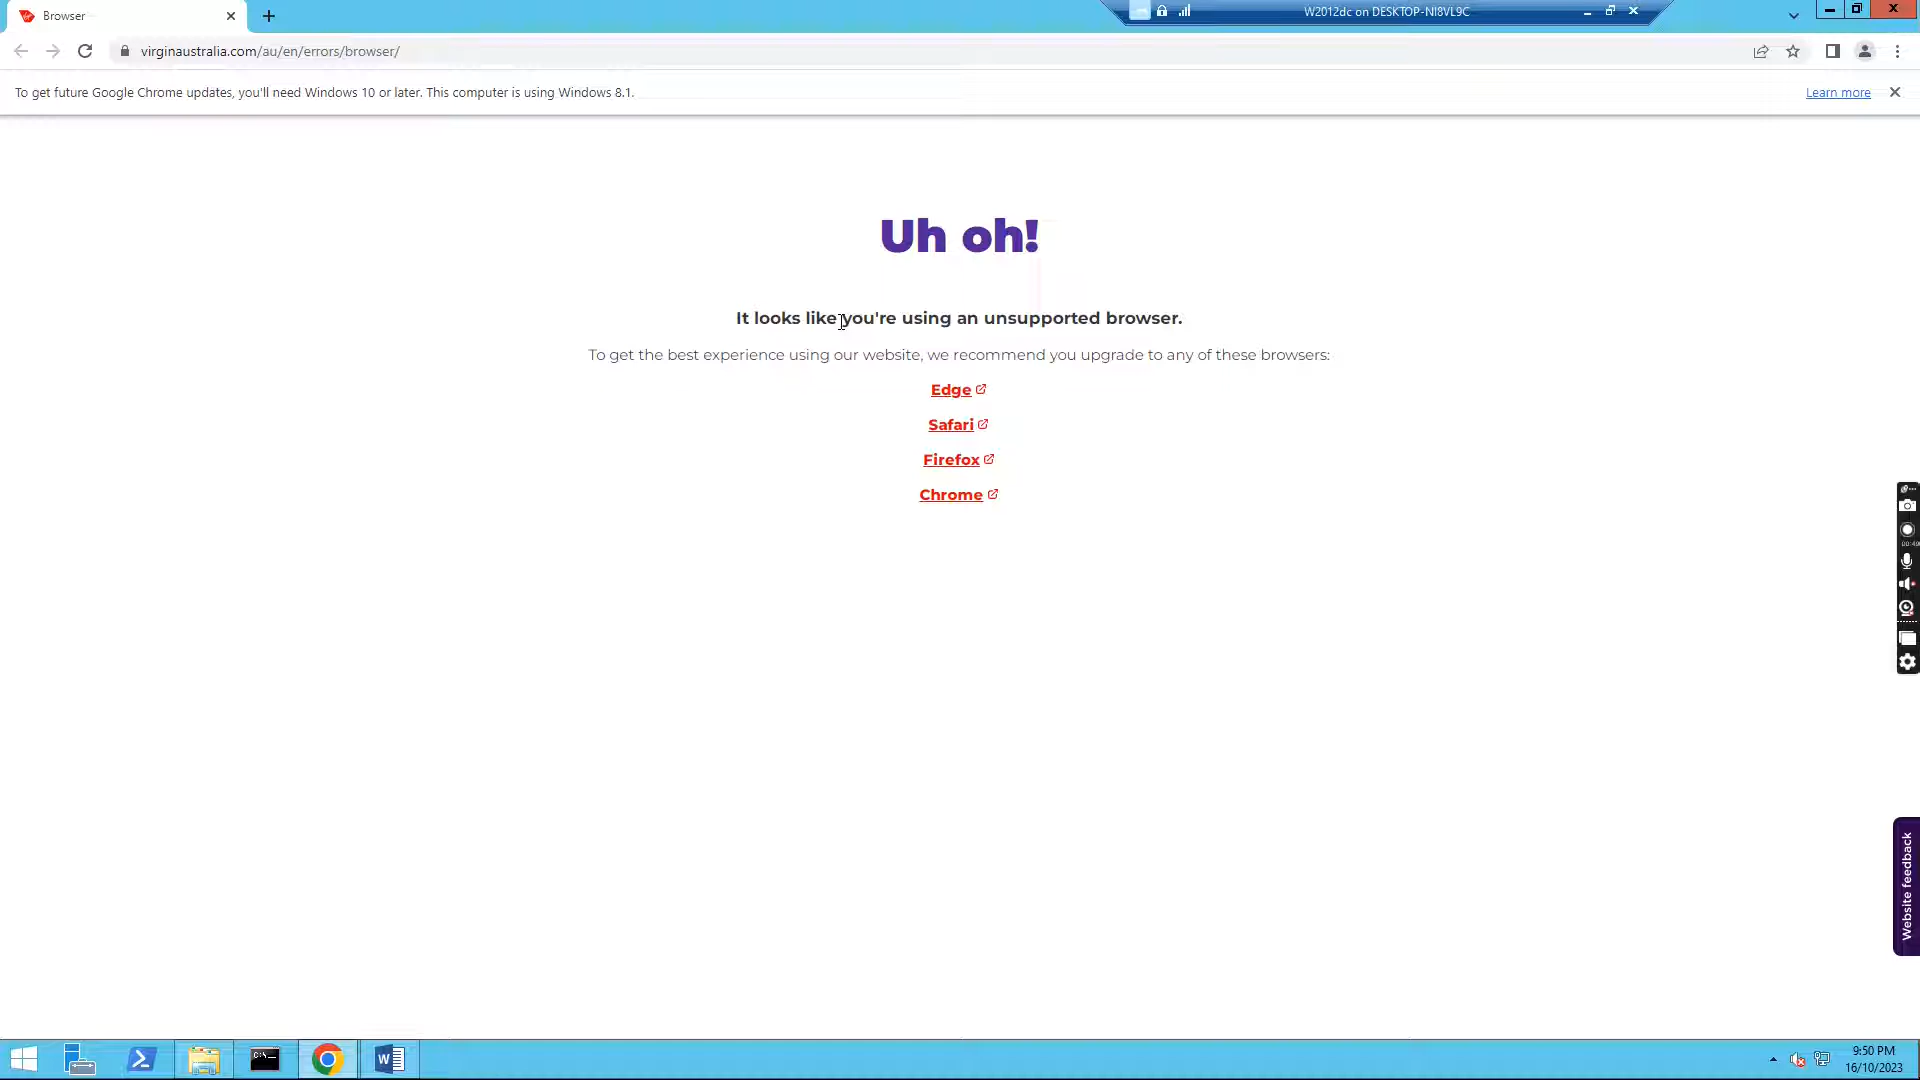 Browser
W2012dc on DESKTOP-NI8VL9C
virginaustralia.com/au/en/errors/browser/
To get future Google Chrome updates, you'll need Windows 10 or later. This computer is using Windows 8.1.
Learn more
Uh oh!
It looks like you're using an unsupported browser.
To get the best experience using our website, we recommend you upgrade to any of these browsers:
Edge
Safari
Firefox
Chrome
Website feedback
9:50 PM
16/10/2023